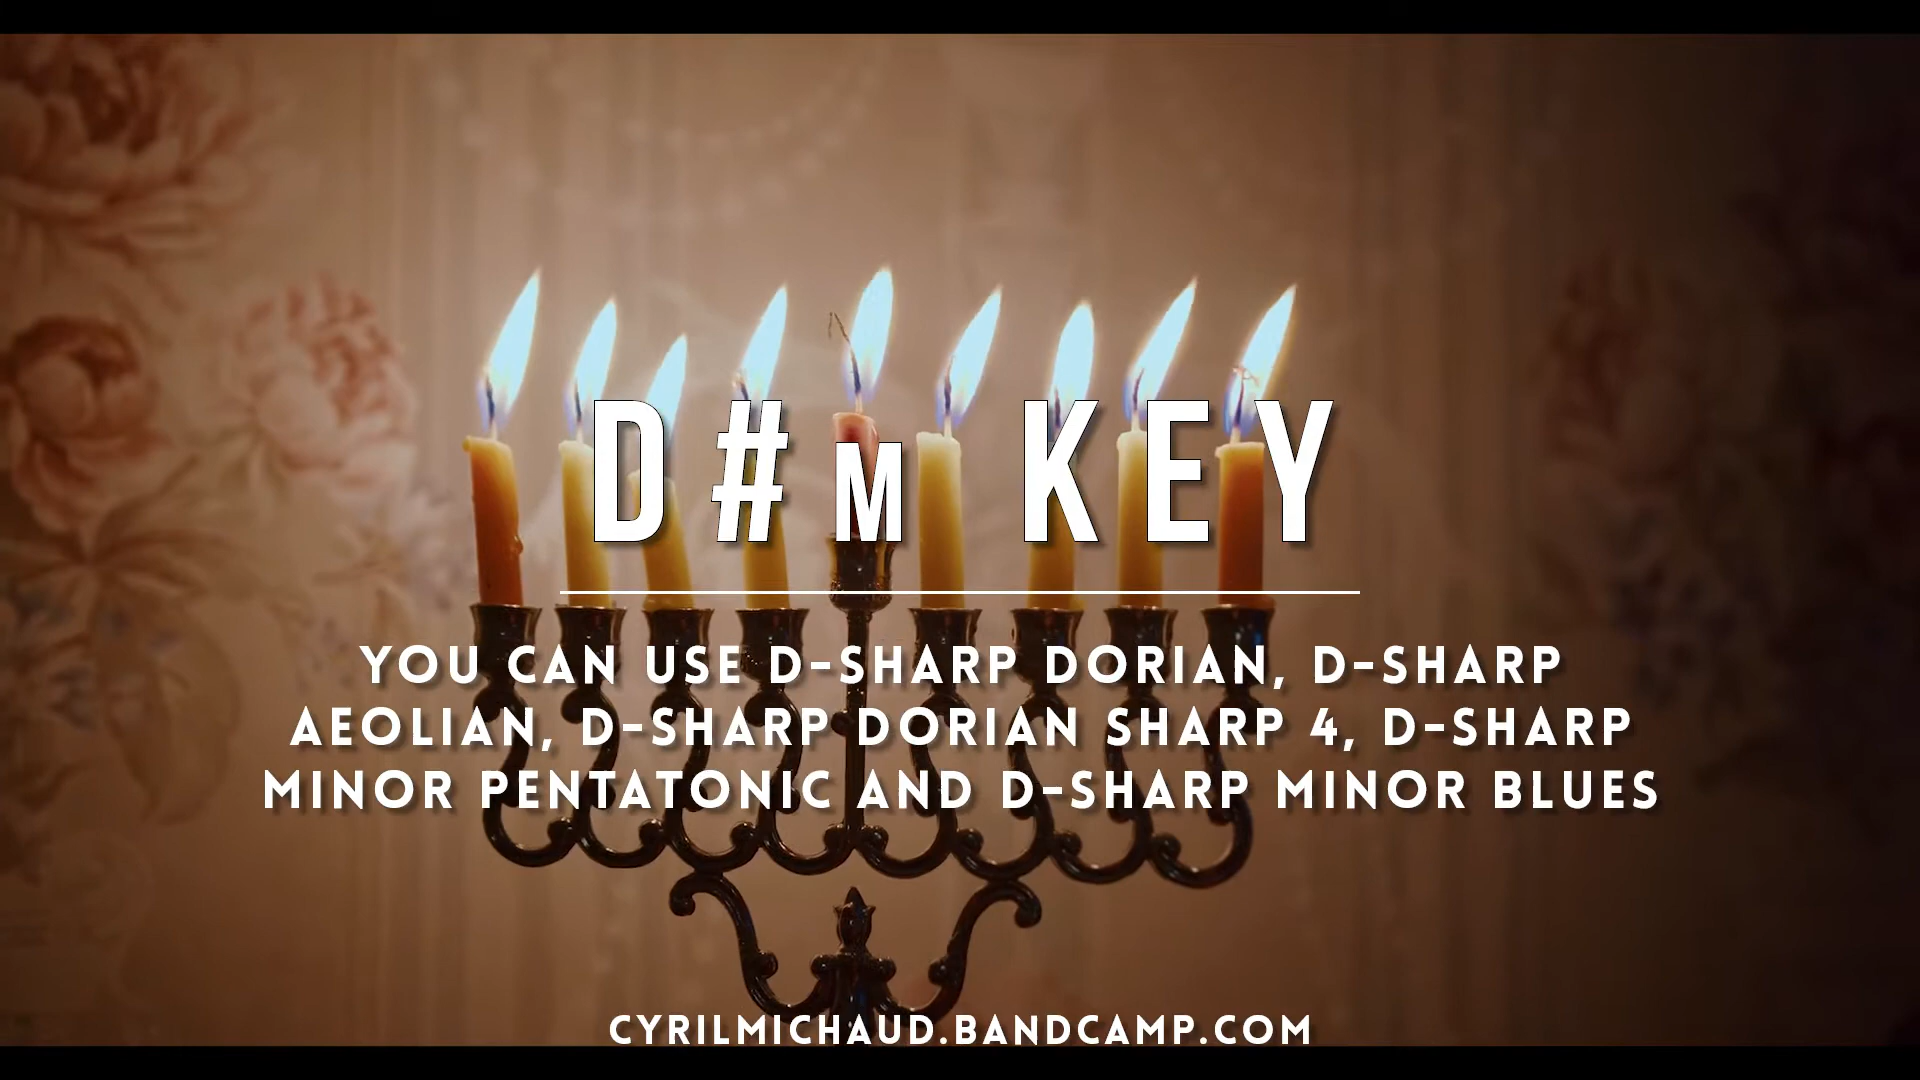 D#M KEY
YOU CAN USE D-SHARP DORIAN, D-SHARP
AEOLIAN, D-SHARP DORIAN SHARP 4, D-SHARP
MINOR PENTATONIC AND D-SHARP MINOR BLUES
CYRILMICHAUD.BANDCAMP.COM